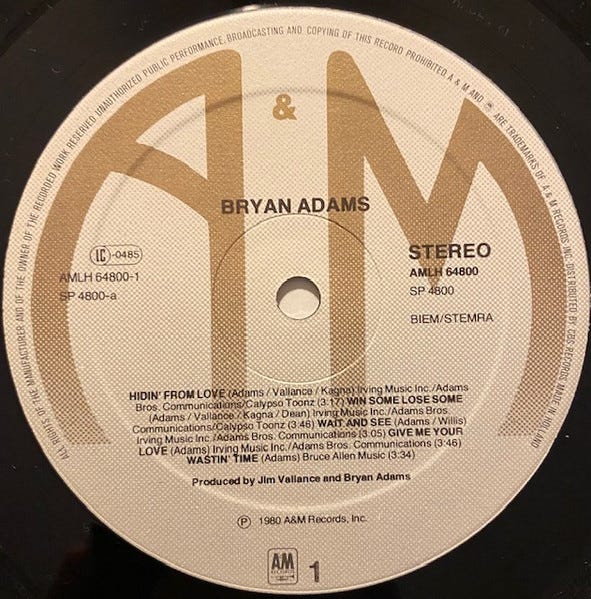 ALL RIGHTS OF THE MANUFACTURER AND OF THE OWNER OF THE RECORDED WORK RESERVED UNAUTHORIZED PUBLIC PERFORMANCE, BROADCASTING AND COPYING OF THIS RECORD PROHIBITED. A & M AND ARE TRADEMARKS OF A & M RECORDS INC. DISTRIBUTED BY CBS RECORDS MADE IN HOLLAND
A & M
BRYAN ADAMS
LC-0485
AMLH 64800-1
SP 4800-a
STEREO
AMLH 64800
SP 4800
BIEM/STEMRA
HIDIN' FROM LOVE (Adams / Vallance / Kagna) Irving Music Inc./Adams
Bros. Communications/Calypso Toonz (3:17) WIN SOME LOSE SOME
(Adams / Vallance / Kagna / Dean) Irving Music Inc./Adams Bros.
Communications/Calypso Toonz (3:46) WAIT AND SEE (Adams / Willis)
Irving Music Inc./Adams Bros. Communications (3:05) GIVE ME YOUR
LOVE (Adams) Irving Music Inc./Adams Bros. Communications (3:46)
WASTIN' TIME (Adams) Bruce Allen Music (3:34)
Produced by Jim Vallance and Bryan Adams
℗ 1980 A&M Records, Inc.
AM
RECORDS
1